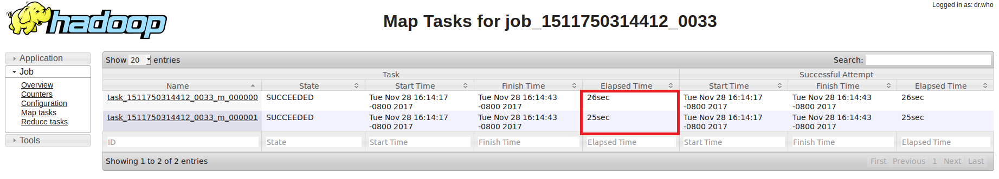 Logged in as: dr.who
hadoop
Map Tasks for job_1511750314412_0033
Application
Job
Overview
Counters
Configuration
Map tasks
Reduce tasks
Tools
Show 20 entries Search:
Task Successful Attempt
Name State Start Time Finish Time Elapsed Time Start Time Finish Time Elapsed Time
task_1511750314412_0033_m_000000 SUCCEEDED Tue Nov 28 16:14:17 Tue Nov 28 16:14:43 26sec Tue Nov 28 16:14:17 Tue Nov 28 16:14:43 26sec
-0800 2017 -0800 2017 -0800 2017 -0800 2017
task_1511750314412_0033_m_000001 SUCCEEDED Tue Nov 28 16:14:17 Tue Nov 28 16:14:43 25sec Tue Nov 28 16:14:17 Tue Nov 28 16:14:43 25sec
-0800 2017 -0800 2017 -0800 2017 -0800 2017
ID State Start Time Finish Time Elapsed Time Start Time Finish Time Elapsed Time
Showing 1 to 2 of 2 entries First Previous 1 Next Last